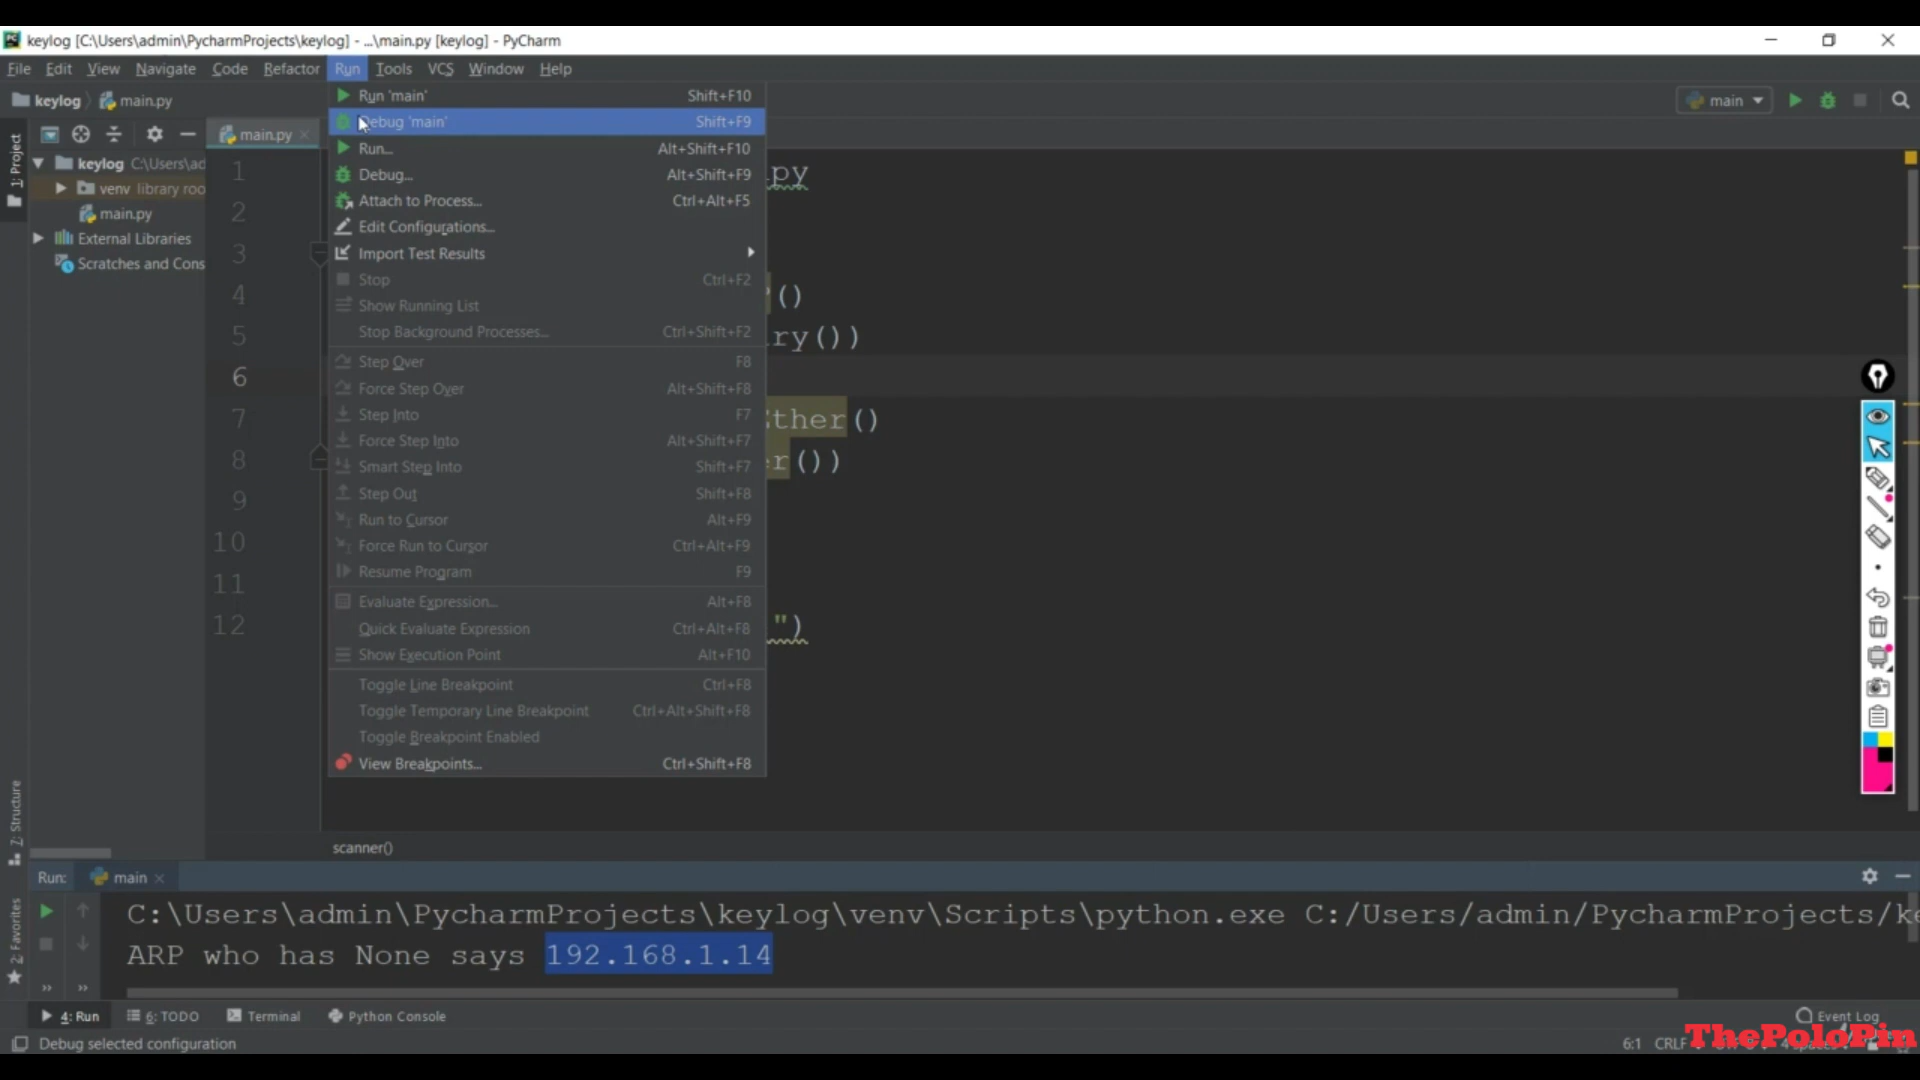 keylog [C:\Users\admin\PycharmProjects\keylog] - ...\main.py [keylog] - PyCharm
File Edit View Navigate Code Refactor Run Tools VCS Window Help
keylog main.py
main
1: Project
main.py
keylog C:\Users\ad
venv library roo
main.py
External Libraries
Scratches and Cons
Run 'main' Shift+F10
Debug 'main' Shift+F9
Run... Alt+Shift+F10
Debug... Alt+Shift+F9
Attach to Process... Ctrl+Alt+F5
Edit Configurations...
Import Test Results
Stop Ctrl+F2
Show Running List
Stop Background Processes... Ctrl+Shift+F2
Step Over F8
Force Step Over Alt+Shift+F8
Step Into F7
Force Step Into Alt+Shift+F7
Smart Step Into Shift+F7
Step Out Shift+F8
Run to Cursor Alt+F9
Force Run to Cursor Ctrl+Alt+F9
Resume Program F9
Evaluate Expression... Alt+F8
Quick Evaluate Expression Ctrl+Alt+F8
Show Execution Point Alt+F10
Toggle Line Breakpoint Ctrl+F8
Toggle Temporary Line Breakpoint Ctrl+Alt+Shift+F8
Toggle Breakpoint Enabled
View Breakpoints... Ctrl+Shift+F8
1 py
2
3
4 ()
5 ry())
6
7 ther()
8 r())
9
10
11
12 ")
scanner()
Z: Structure
2: Favorites
Run: main
C:\Users\admin\PycharmProjects\keylog\venv\Scripts\python.exe C:/Users/admin/PycharmProjects/ke
ARP who has None says 192.168.1.14
4: Run 6: TODO Terminal Python Console Event Log
Debug selected configuration 6:1 CRLF
ThePoloPin